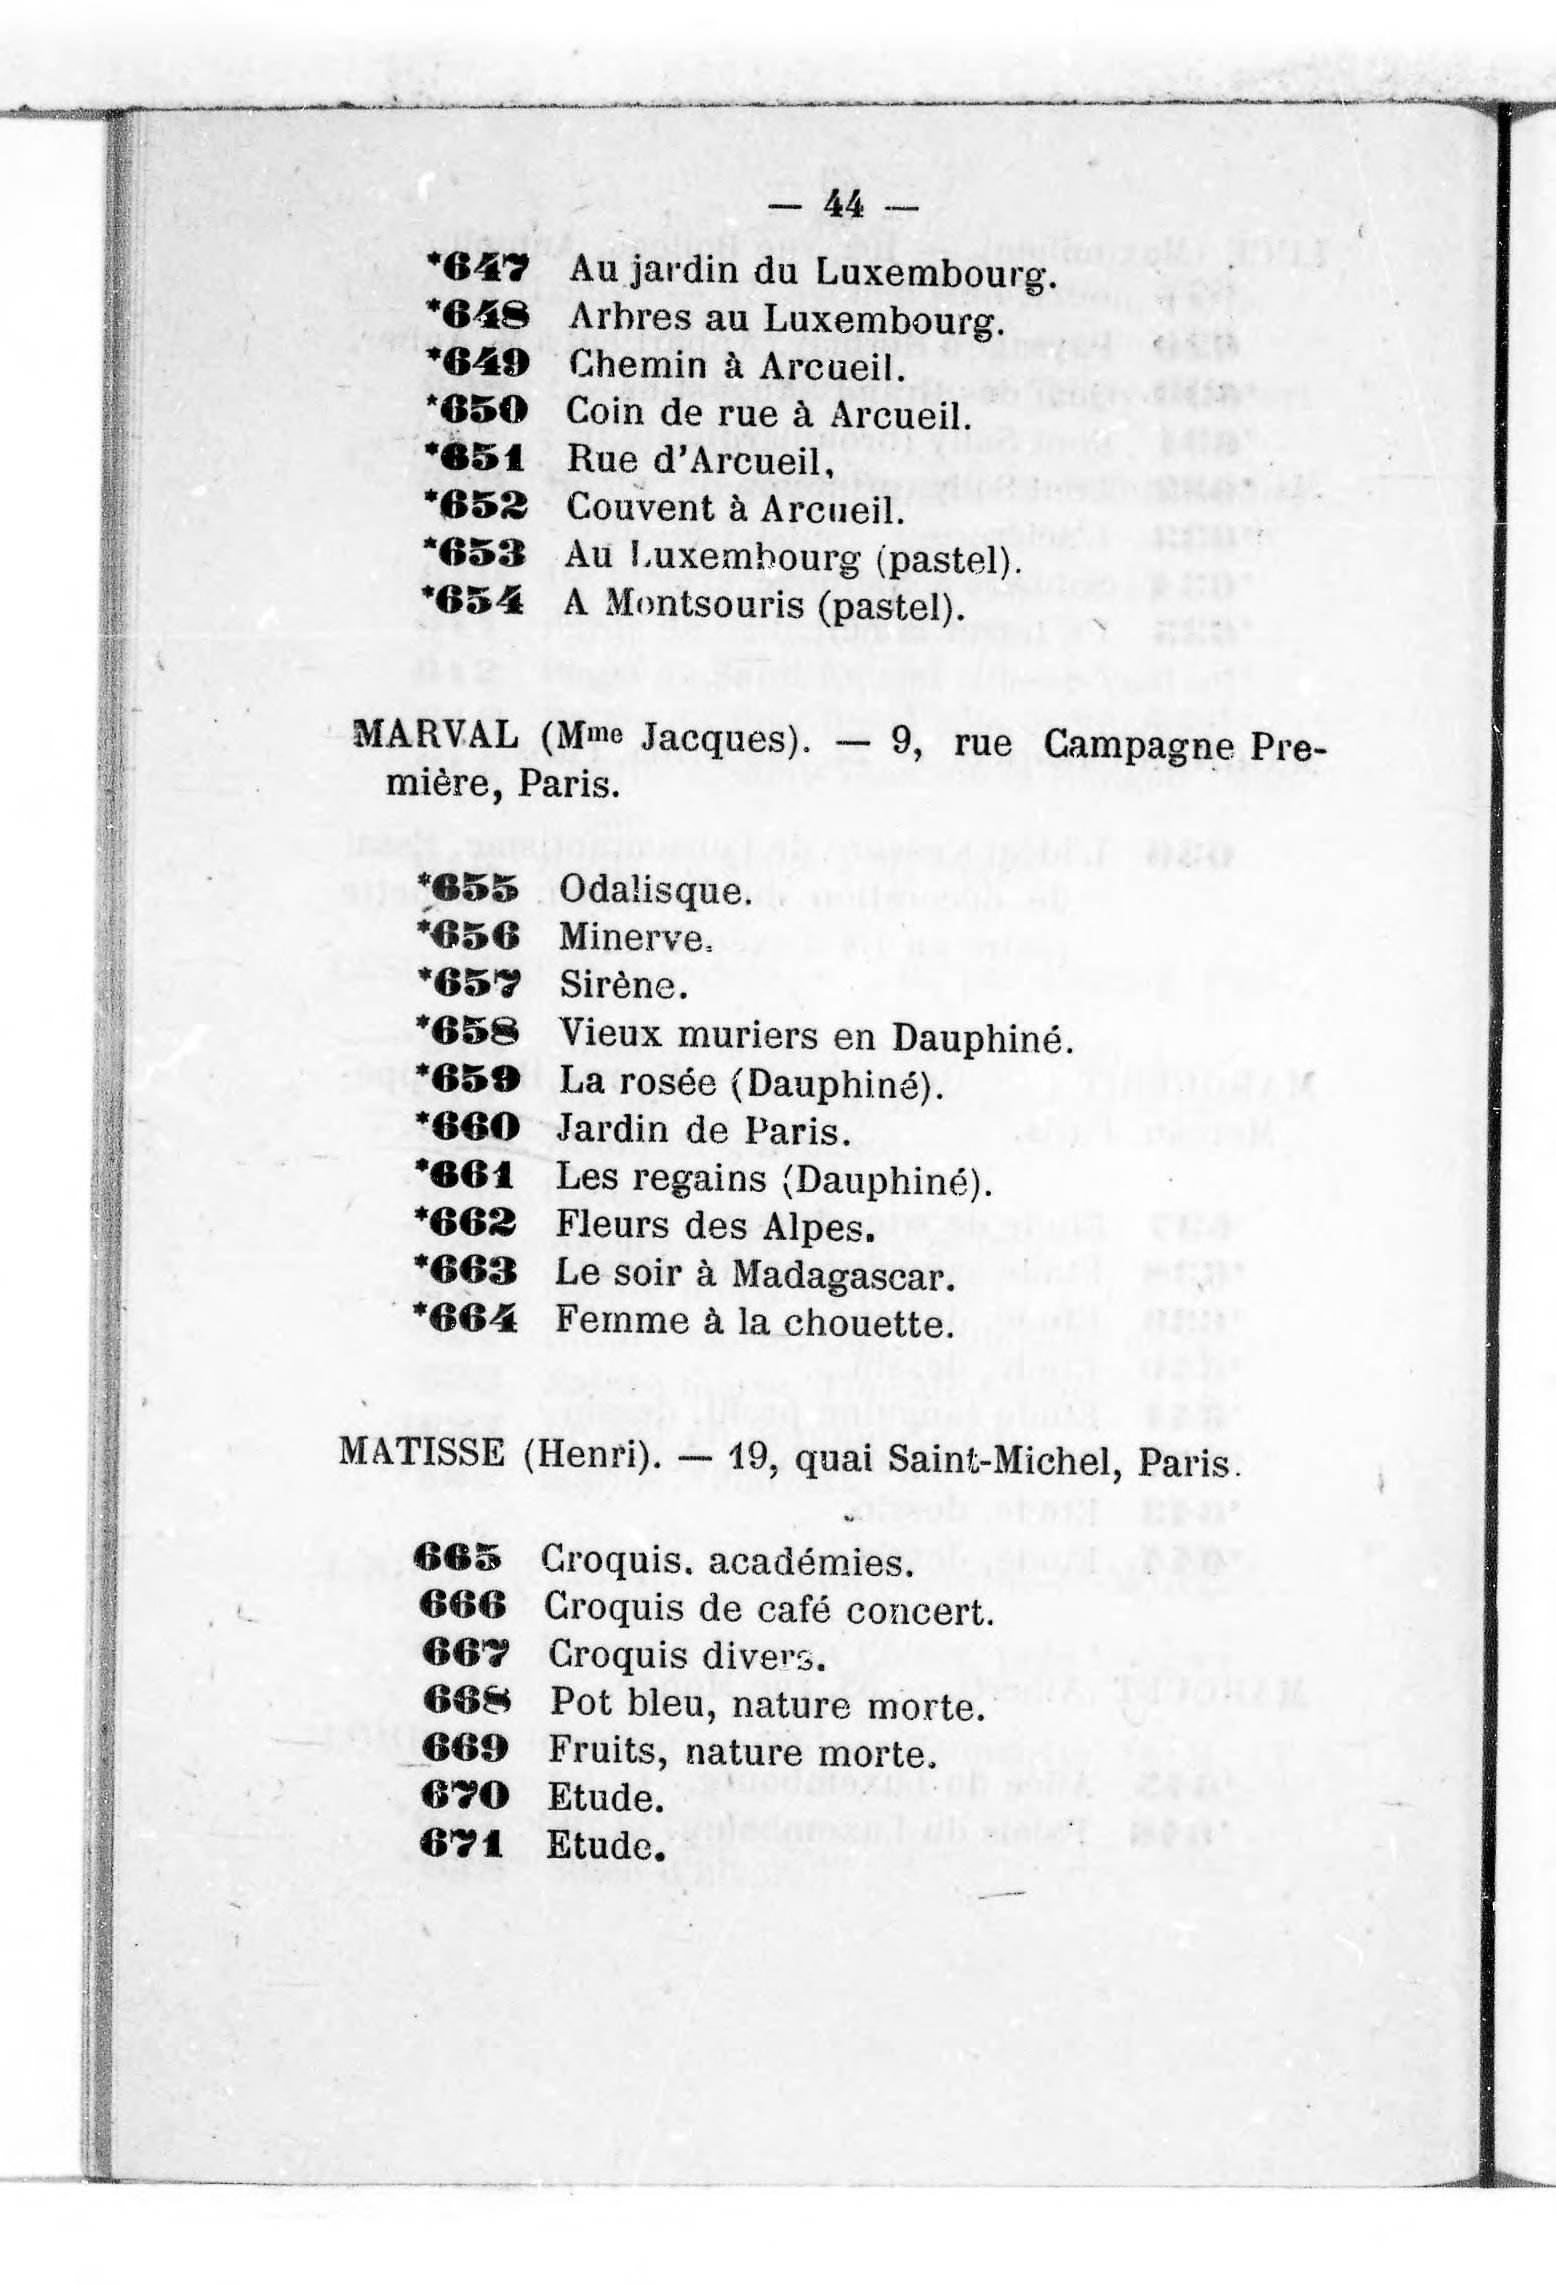 — 44 —
*647 Au jardin du Luxembourg.
*648 Arbres au Luxembourg.
*649 Chemin à Arcueil.
*650 Coin de rue à Arcueil.
*651 Rue d'Arcueil,
*652 Couvent à Arcueil.
*653 Au Luxembourg (pastel).
*654 A Montsouris (pastel).
MARVAL (Mme Jacques). — 9, rue Campagne Pre-
mière, Paris.
*655 Odalisque.
*656 Minerve.
*657 Sirène.
*658 Vieux muriers en Dauphiné.
*659 La rosée (Dauphiné).
*660 Jardin de Paris.
*661 Les regains (Dauphiné).
*662 Fleurs des Alpes.
*663 Le soir à Madagascar.
*664 Femme à la chouette.
MATISSE (Henri). — 19, quai Saint-Michel, Paris.
665 Croquis. académies.
666 Croquis de café concert.
667 Croquis divers.
668 Pot bleu, nature morte.
669 Fruits, nature morte.
670 Etude.
671 Etude.